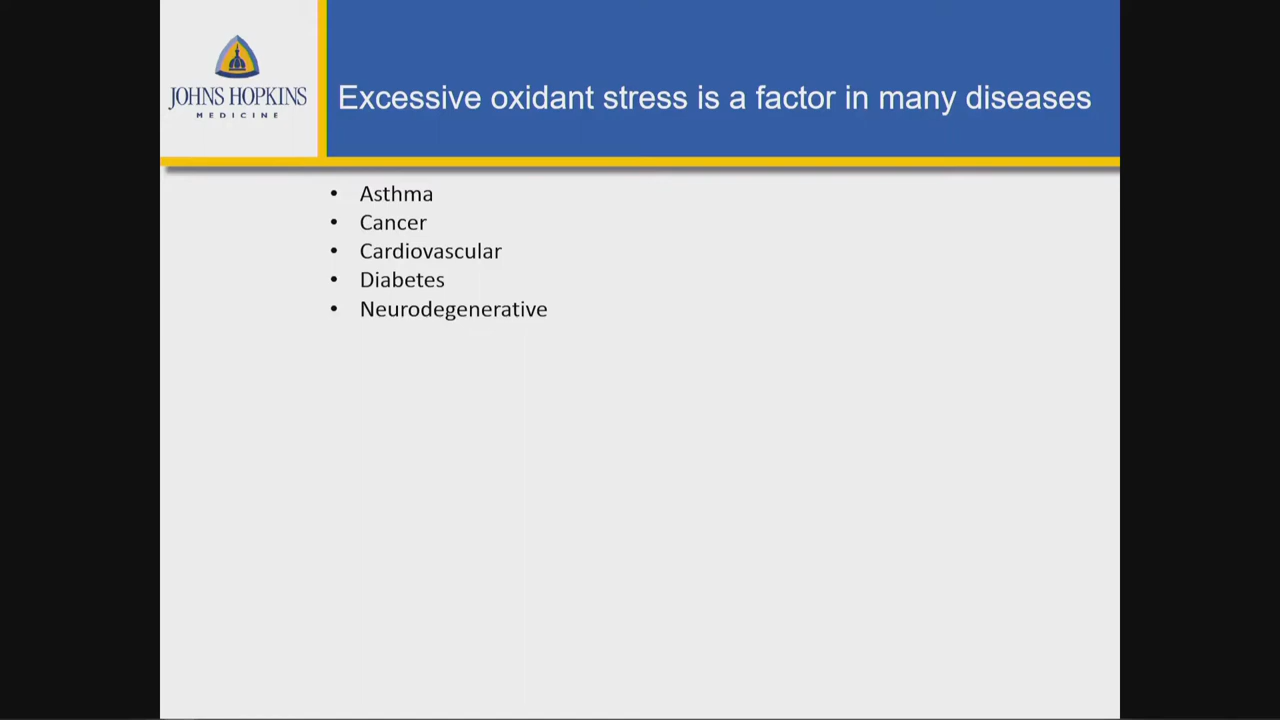 JOHNS HOPKINS
MEDICINE
Excessive oxidant stress is a factor in many diseases
• Asthma
• Cancer
• Cardiovascular
• Diabetes
• Neurodegenerative